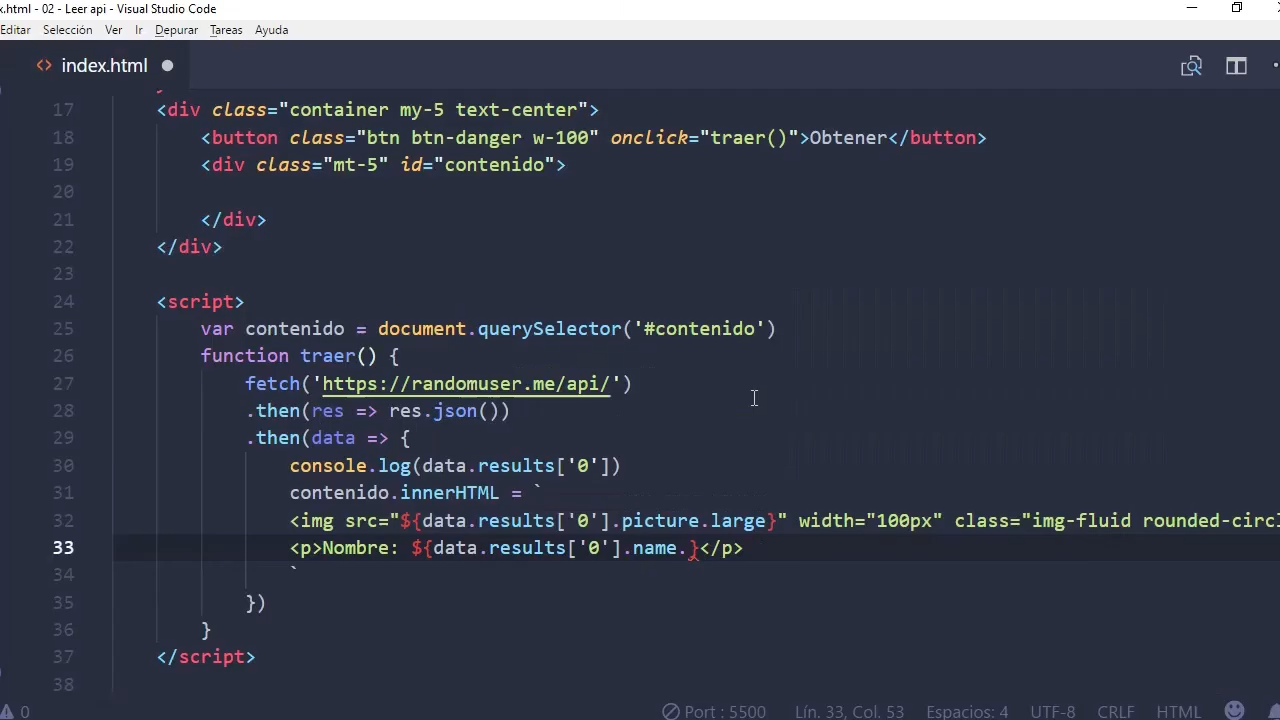 x.html - 02 - Leer api - Visual Studio Code
Editar Selección Ver Ir Depurar Tareas Ayuda
<> index.html
17 <div class="container my-5 text-center">
18 <button class="btn btn-danger w-100" onclick="traer()">Obtener</button>
19 <div class="mt-5" id="contenido">
20
21 </div>
22 </div>
23
24 <script>
25 var contenido = document.querySelector('#contenido')
26 function traer() {
27 fetch('https://randomuser.me/api/')
28 .then(res => res.json())
29 .then(data => {
30 console.log(data.results['0'])
31 contenido.innerHTML = `
32 <img src="${data.results['0'].picture.large}" width="100px" class="img-fluid rounded-circl
33 <p>Nombre: ${data.results['0'].name.}</p>
34 `
35 })
36 }
37 </script>
38
0 Port : 5500 Lín. 33, Col. 53 Espacios: 4 UTF-8 CRLF HTML